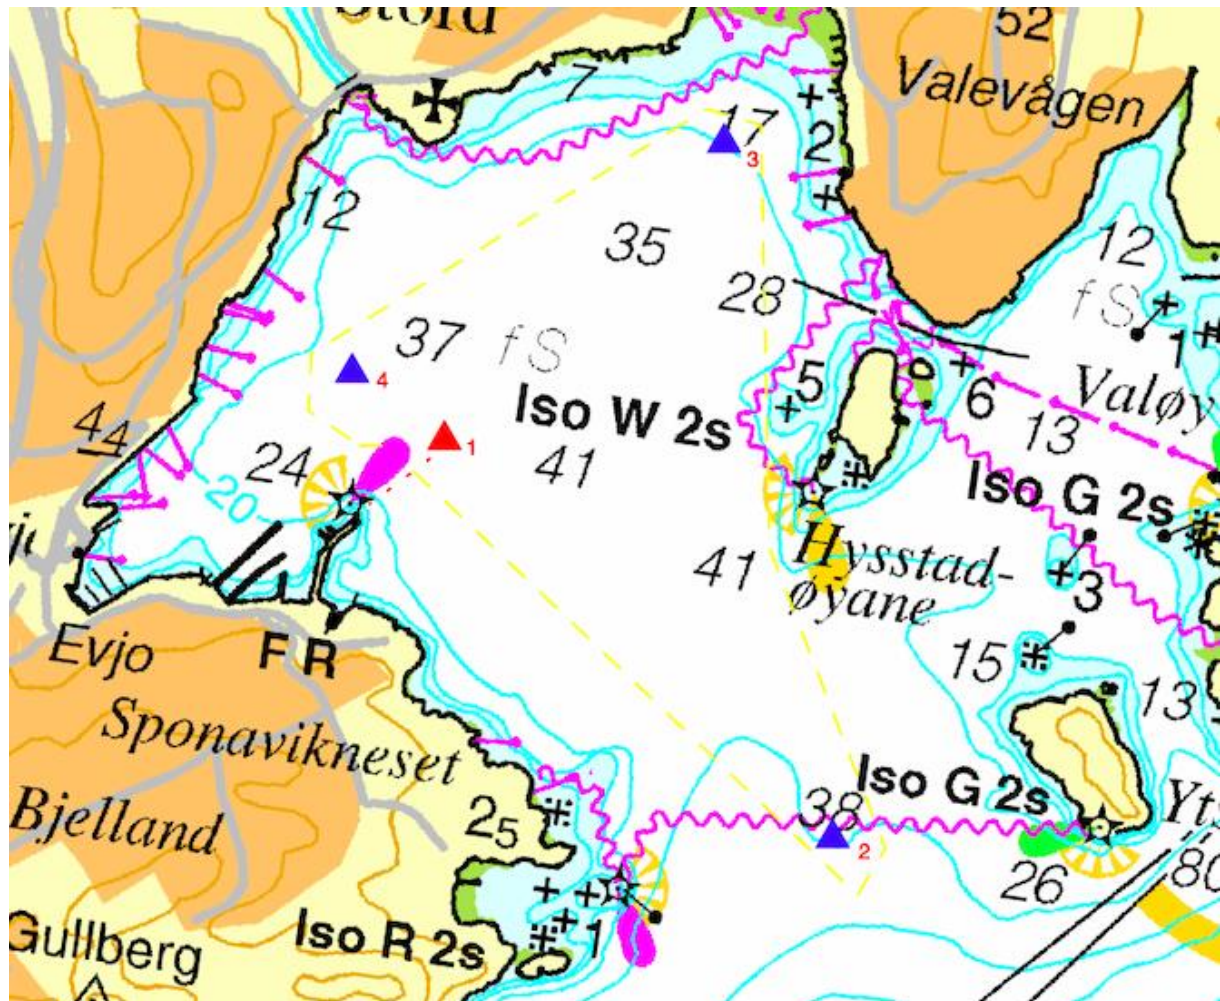 52
Valevågen
7
17
3
2
12
12
35
28
f S
37
f S
4
1
5
Iso W 2s
6
Valøy
44
1
13
24
41
Iso G 2s
20
41
Hysstad-
øyane
3
Evjo
F R
15
13
Sponavikneset
Iso G 2s
Bjelland
25
38
2
Yts
26
80
Gullberg
Iso R 2s
1